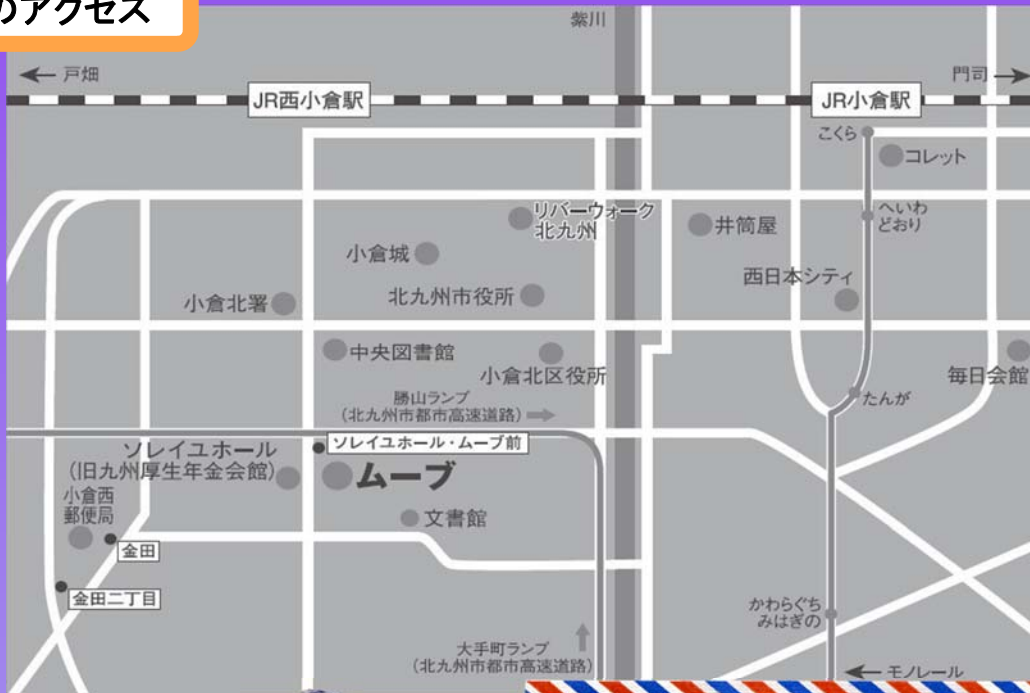 のアクセス
紫川
戸畑
門司
JR西小倉駅
JR小倉駅
こくら
コレット
リバーウォーク
北九州
へいわ
どおり
井筒屋
小倉城
西日本シティ
北九州市役所
小倉北署
中央図書館
小倉北区役所
毎日会館
勝山ランプ
(北九州市都市高速道路)
たんが
ソレイユホール・ムーブ前
ソレイユホール
(旧九州厚生年金会館)
ムーブ
小倉西
郵便局
文書館
金田
金田二丁目
かわらぐち
みはぎの
大手町ランプ
(北九州市都市高速道路)
モノレール